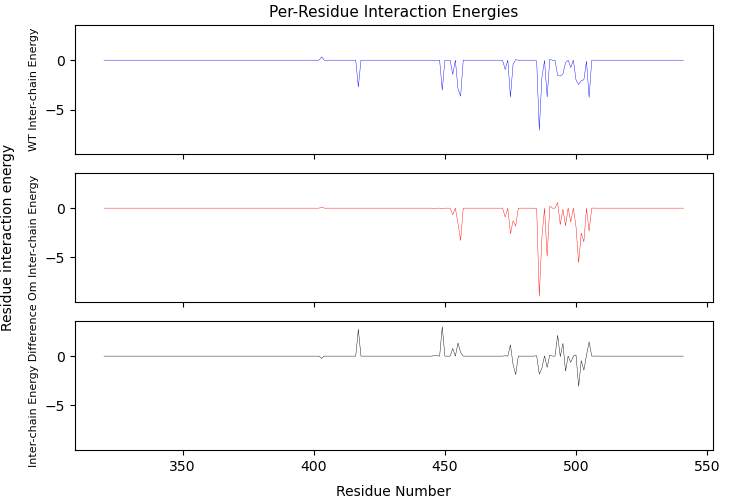 Per-Residue Interaction Energies
Residue interaction energy
WT Inter-chain Energy
0
−5
Om Inter-chain Energy
0
−5
Inter-chain Energy Difference
0
−5
350
400
450
500
550
Residue Number